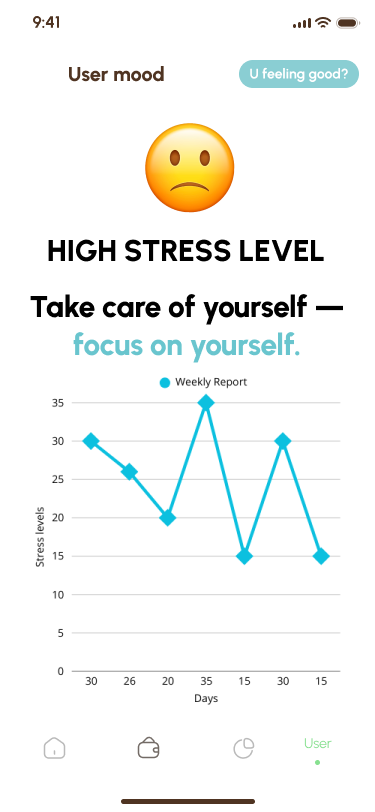 9:41
User mood
U feeling good?
HIGH STRESS LEVEL
Take care of yourself —
focus on yourself.
Weekly Report
35
30
25
20
15
10
5
0
Stress levels
30 26 20 35 15 30 15
Days
User